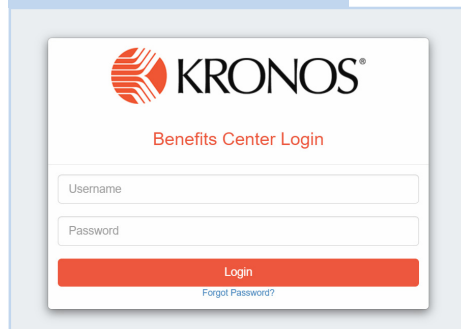 KRONOS®
Benefits Center Login
Username
Password
Login
Forgot Password?